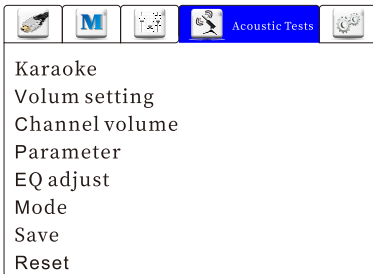 M Acoustic Tests
Karaoke
Volum setting
Channel volume
Parameter
EQ adjust
Mode
Save
Reset